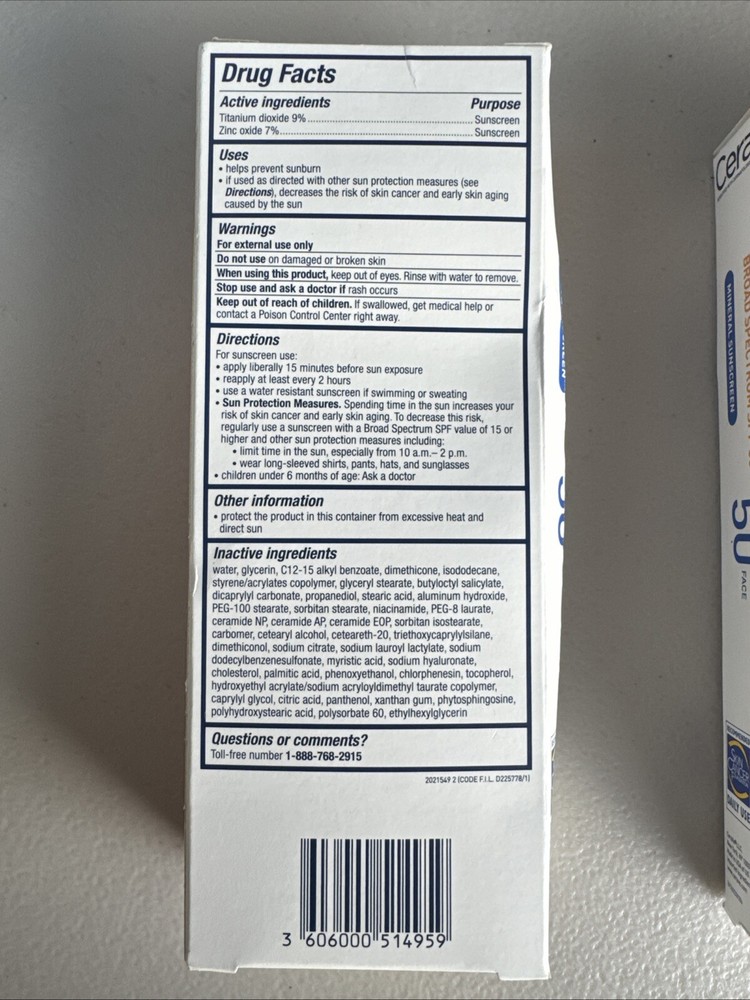 Drug Facts
Active ingredients Purpose
Titanium dioxide 9%............................................. Sunscreen
Zinc oxide 7%..................................................... Sunscreen
Uses
• helps prevent sunburn
• if used as directed with other sun protection measures (see
Directions), decreases the risk of skin cancer and early skin aging
caused by the sun
Warnings
For external use only
Do not use on damaged or broken skin
When using this product, keep out of eyes. Rinse with water to remove.
Stop use and ask a doctor if rash occurs
Keep out of reach of children. If swallowed, get medical help or
contact a Poison Control Center right away.
Directions
For sunscreen use:
• apply liberally 15 minutes before sun exposure
• reapply at least every 2 hours
• use a water resistant sunscreen if swimming or sweating
• Sun Protection Measures. Spending time in the sun increases your
risk of skin cancer and early skin aging. To decrease this risk,
regularly use a sunscreen with a Broad Spectrum SPF value of 15 or
higher and other sun protection measures including:
• limit time in the sun, especially from 10 a.m.– 2 p.m.
• wear long-sleeved shirts, pants, hats, and sunglasses
• children under 6 months of age: Ask a doctor
Other information
• protect the product in this container from excessive heat and
direct sun
Inactive ingredients
water, glycerin, C12-15 alkyl benzoate, dimethicone, isododecane,
styrene/acrylates copolymer, glyceryl stearate, butyloctyl salicylate,
dicaprylyl carbonate, propanediol, stearic acid, aluminum hydroxide,
PEG-100 stearate, sorbitan stearate, niacinamide, PEG-8 laurate,
ceramide NP, ceramide AP, ceramide EOP, sorbitan isostearate,
carbomer, cetearyl alcohol, ceteareth-20, triethoxycaprylylsilane,
dimethiconol, sodium citrate, sodium lauroyl lactylate, sodium
dodecylbenzenesulfonate, myristic acid, sodium hyaluronate,
cholesterol, palmitic acid, phenoxyethanol, chlorphenesin, tocopherol,
hydroxyethyl acrylate/sodium acryloyldimethyl taurate copolymer,
caprylyl glycol, citric acid, panthenol, xanthan gum, phytosphingosine,
polyhydroxystearic acid, polysorbate 60, ethylhexylglycerin
Questions or comments?
Toll-free number 1-888-768-2915
2021549 2 (CODE F.I.L. D225778/1)
3 606000 514959
Cera
BROAD SPECTRUM
MINERAL SUNSCREEN
50
FACE
SKIN
DAILY USE